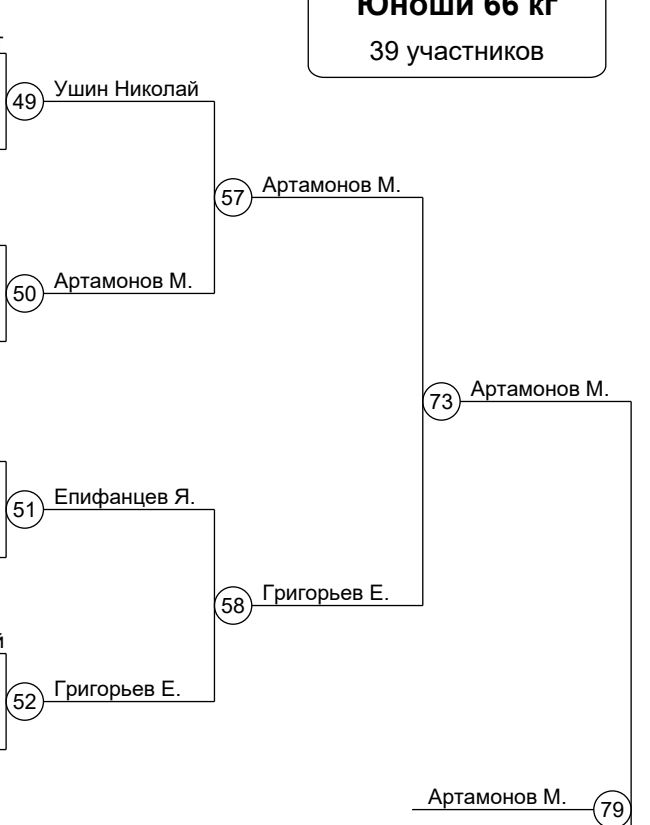 Юноши 66 кг
39 участников
49 Ушин Николай
57 Артамонов М.
50 Артамонов М.
73 Артамонов М.
51 Епифанцев Я.
58 Григорьев Е.
52 Григорьев Е.
Артамонов М. 79